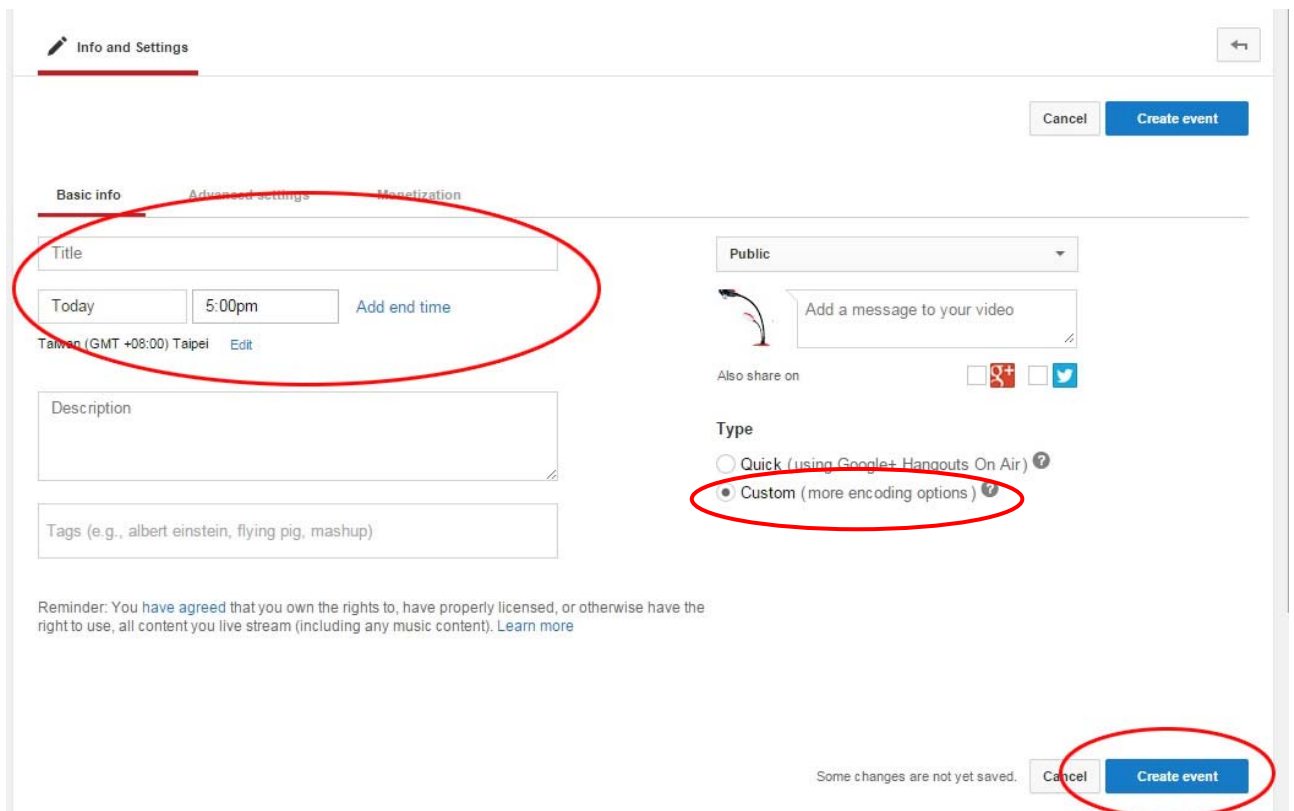 Info and Settings
Cancel Create event
Basic info Advanced settings Monetization
Title
Public
Today 5:00pm Add end time
Add a message to your video
Taiwan (GMT +08:00) Taipei Edit
Also share on g+
Description
Type
Quick (using Google+ Hangouts On Air) ?
Custom (more encoding options) ?
Tags (e.g., albert einstein, flying pig, mashup)
Reminder: You have agreed that you own the rights to, have properly licensed, or otherwise have the
right to use, all content you live stream (including any music content). Learn more
Some changes are not yet saved. Cancel Create event